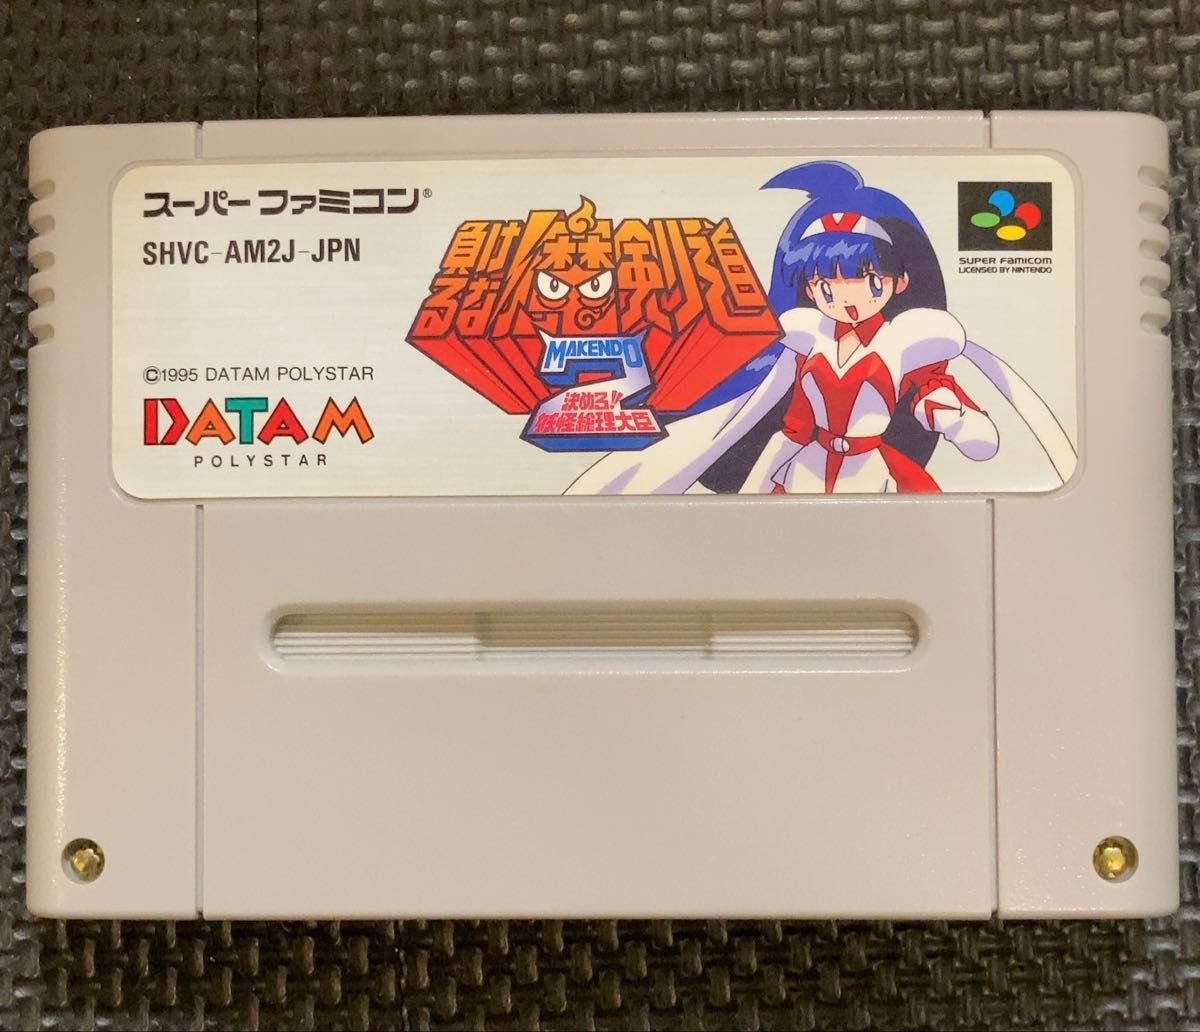 スーパーファミコン®
SHVC-AM2J-JPN
負けるな!魔剣道
MAKENDO
2
決めろ!!
妖怪総理大臣
©1995 DATAM POLYSTAR
DATAM
POLYSTAR
SUPER FAMICOM
LICENSED BY NINTENDO